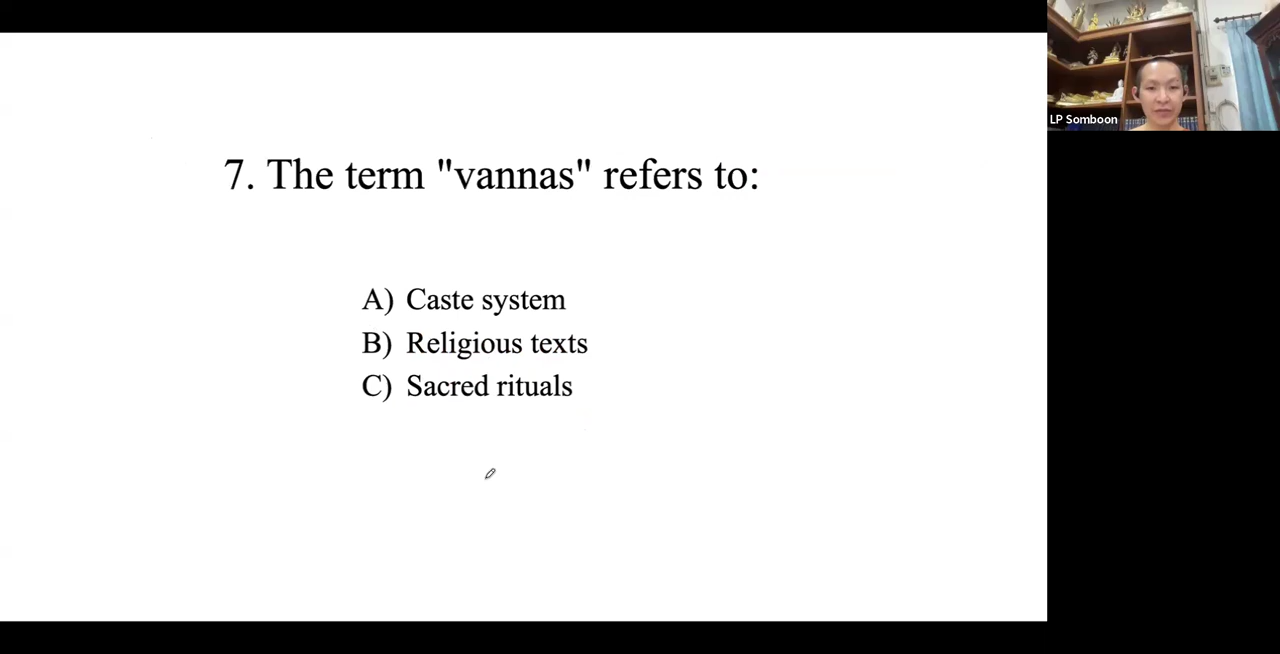 LP Somboon
7. The term "vannas" refers to:
A) Caste system
B) Religious texts
C) Sacred rituals